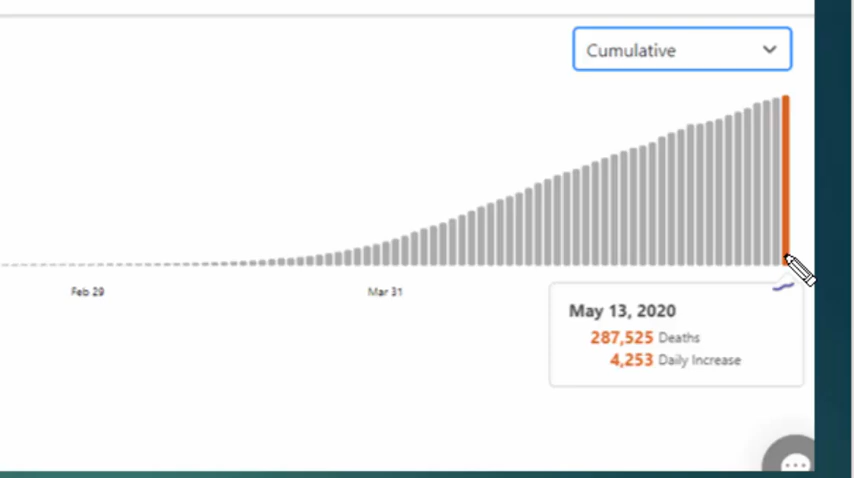 Cumulative
Feb 29
Mar 31
May 13, 2020
287,525 Deaths
4,253 Daily Increase